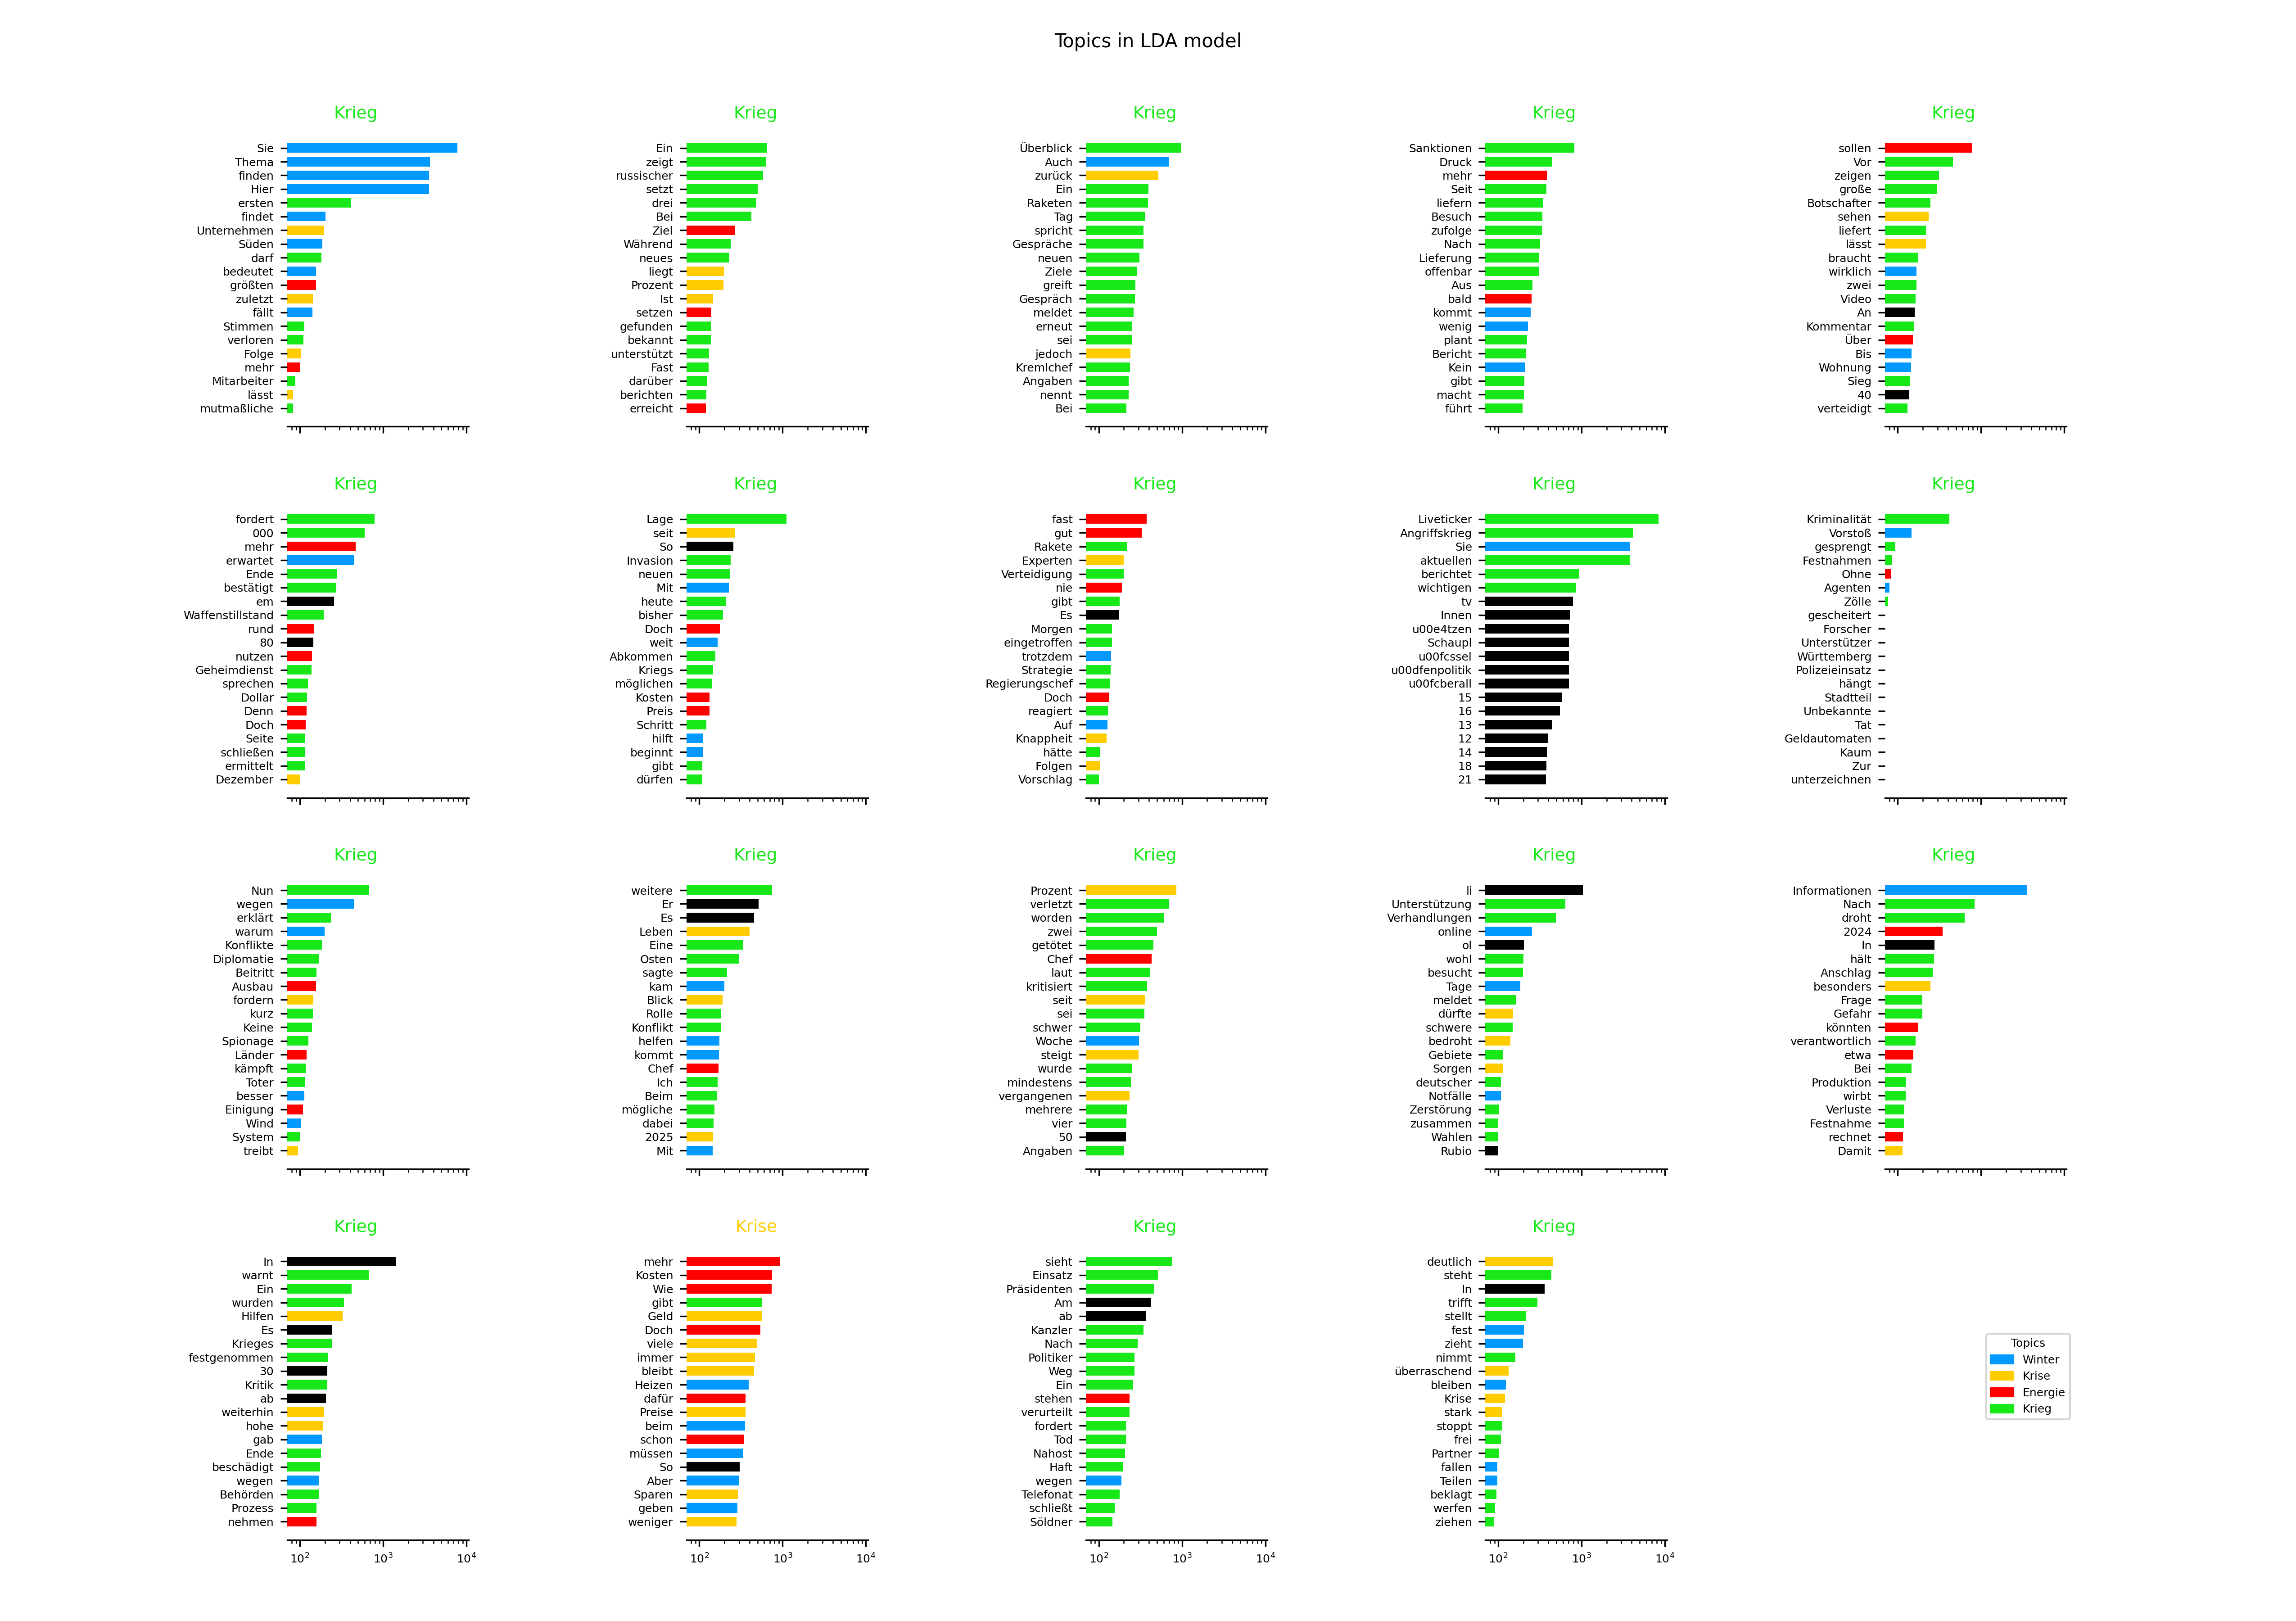 Topics in LDA model
Krieg
Sie
Thema
finden
Hier
ersten
findet
Unternehmen
Süden
darf
bedeutet
größten
zuletzt
fällt
Stimmen
verloren
Folge
mehr
Mitarbeiter
lässt
mutmaßliche
Krieg
Ein
zeigt
russischer
setzt
drei
Bei
Ziel
Während
neues
liegt
Prozent
Ist
setzen
gefunden
bekannt
unterstützt
Fast
darüber
berichten
erreicht
Krieg
Überblick
Auch
zurück
Ein
Raketen
Tag
spricht
Gespräche
neuen
Ziele
greift
Gespräch
meldet
erneut
sei
jedoch
Kremlchef
Angaben
nennt
Bei
Krieg
Sanktionen
Druck
mehr
Seit
liefern
Besuch
zufolge
Nach
Lieferung
offenbar
Aus
bald
kommt
wenig
plant
Bericht
Kein
gibt
macht
führt
Krieg
sollen
Vor
zeigen
große
Botschafter
sehen
liefert
lässt
braucht
wirklich
zwei
Video
An
Kommentar
Über
Bis
Wohnung
Sieg
40
verteidigt
Krieg
fordert
000
mehr
erwartet
Ende
bestätigt
em
Waffenstillstand
rund
80
nutzen
Geheimdienst
sprechen
Dollar
Denn
Doch
Seite
schließen
ermittelt
Dezember
Krieg
Lage
seit
So
Invasion
neuen
Mit
heute
bisher
Doch
weit
Abkommen
Kriegs
möglichen
Kosten
Preis
Schritt
hilft
beginnt
gibt
dürfen
Krieg
fast
gut
Rakete
Experten
Verteidigung
nie
gibt
Es
Morgen
eingetroffen
trotzdem
Strategie
Regierungschef
Doch
reagiert
Auf
Knappheit
hätte
Folgen
Vorschlag
Krieg
Liveticker
Angriffskrieg
Sie
aktuellen
berichtet
wichtigen
tv
Innen
u00e4tzen
Schaupl
u00fcssel
u00dfenpolitik
u00fcberall
15
16
13
12
14
18
21
Krieg
Kriminalität
Vorstoß
gesprengt
Festnahmen
Ohne
Agenten
Zölle
gescheitert
Forscher
Unterstützer
Württemberg
Polizeieinsatz
hängt
Stadtteil
Unbekannte
Tat
Geldautomaten
Kaum
Zur
unterzeichnen
Krieg
Nun
wegen
erklärt
warum
Konflikte
Diplomatie
Beitritt
Ausbau
fordern
kurz
Keine
Spionage
Länder
kämpft
Toter
besser
Einigung
Wind
System
treibt
Krieg
weitere
Er
Es
Leben
Eine
Osten
sagte
kam
Blick
Rolle
Konflikt
helfen
kommt
Chef
Ich
Beim
mögliche
dabei
2025
Mit
Krieg
Prozent
verletzt
worden
zwei
getötet
Chef
laut
kritisiert
seit
sei
schwer
Woche
steigt
wurde
mindestens
vergangenen
mehrere
vier
50
Angaben
Krieg
li
Unterstützung
Verhandlungen
online
ol
wohl
besucht
Tage
meldet
dürfte
schwere
bedroht
Gebiete
Sorgen
deutscher
Notfälle
Zerstörung
zusammen
Wahlen
Rubio
Krieg
Informationen
Nach
droht
2024
In
hält
Anschlag
besonders
Frage
Gefahr
könnten
verantwortlich
etwa
Bei
Produktion
wirbt
Verluste
Festnahme
rechnet
Damit
Krieg
In
warnt
Ein
wurden
Hilfen
Es
Krieges
festgenommen
30
Kritik
ab
weiterhin
hohe
gab
Ende
beschädigt
wegen
Behörden
Prozess
nehmen
10² 10³ 10⁴
Krise
mehr
Kosten
Wie
gibt
Geld
Doch
viele
immer
bleibt
Heizen
dafür
Preise
beim
schon
müssen
So
Aber
Sparen
geben
weniger
10² 10³ 10⁴
Krieg
sieht
Einsatz
Präsidenten
Am
ab
Kanzler
Nach
Politiker
Weg
Ein
stehen
verurteilt
fordert
Tod
Nahost
Haft
wegen
Telefonat
schließt
Söldner
10² 10³ 10⁴
Krieg
deutlich
steht
In
trifft
stellt
fest
zieht
nimmt
überraschend
bleiben
Krise
stark
stoppt
frei
Partner
fallen
Teilen
beklagt
werfen
ziehen
10² 10³ 10⁴
Topics
Winter
Krise
Energie
Krieg